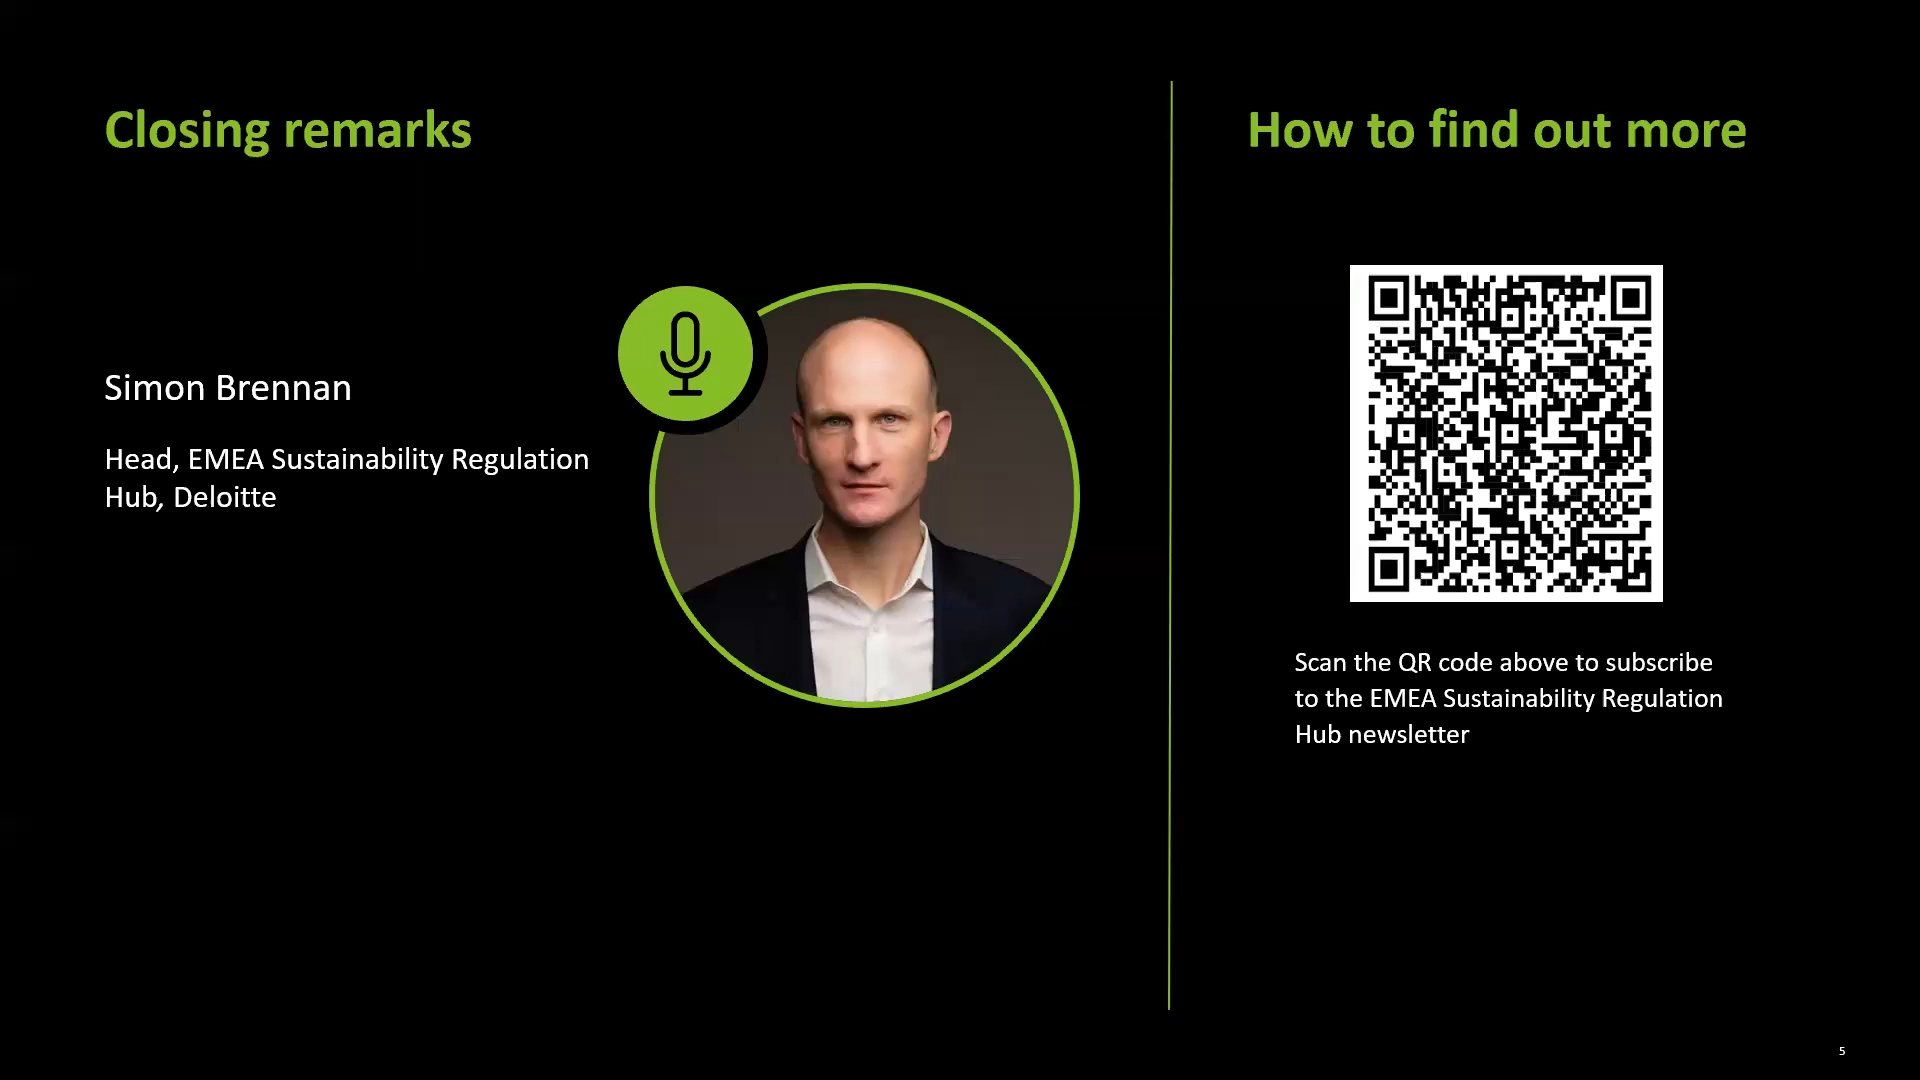 Closing remarks
Simon Brennan
Head, EMEA Sustainability Regulation
Hub, Deloitte
How to find out more
Scan the QR code above to subscribe
to the EMEA Sustainability Regulation
Hub newsletter
5